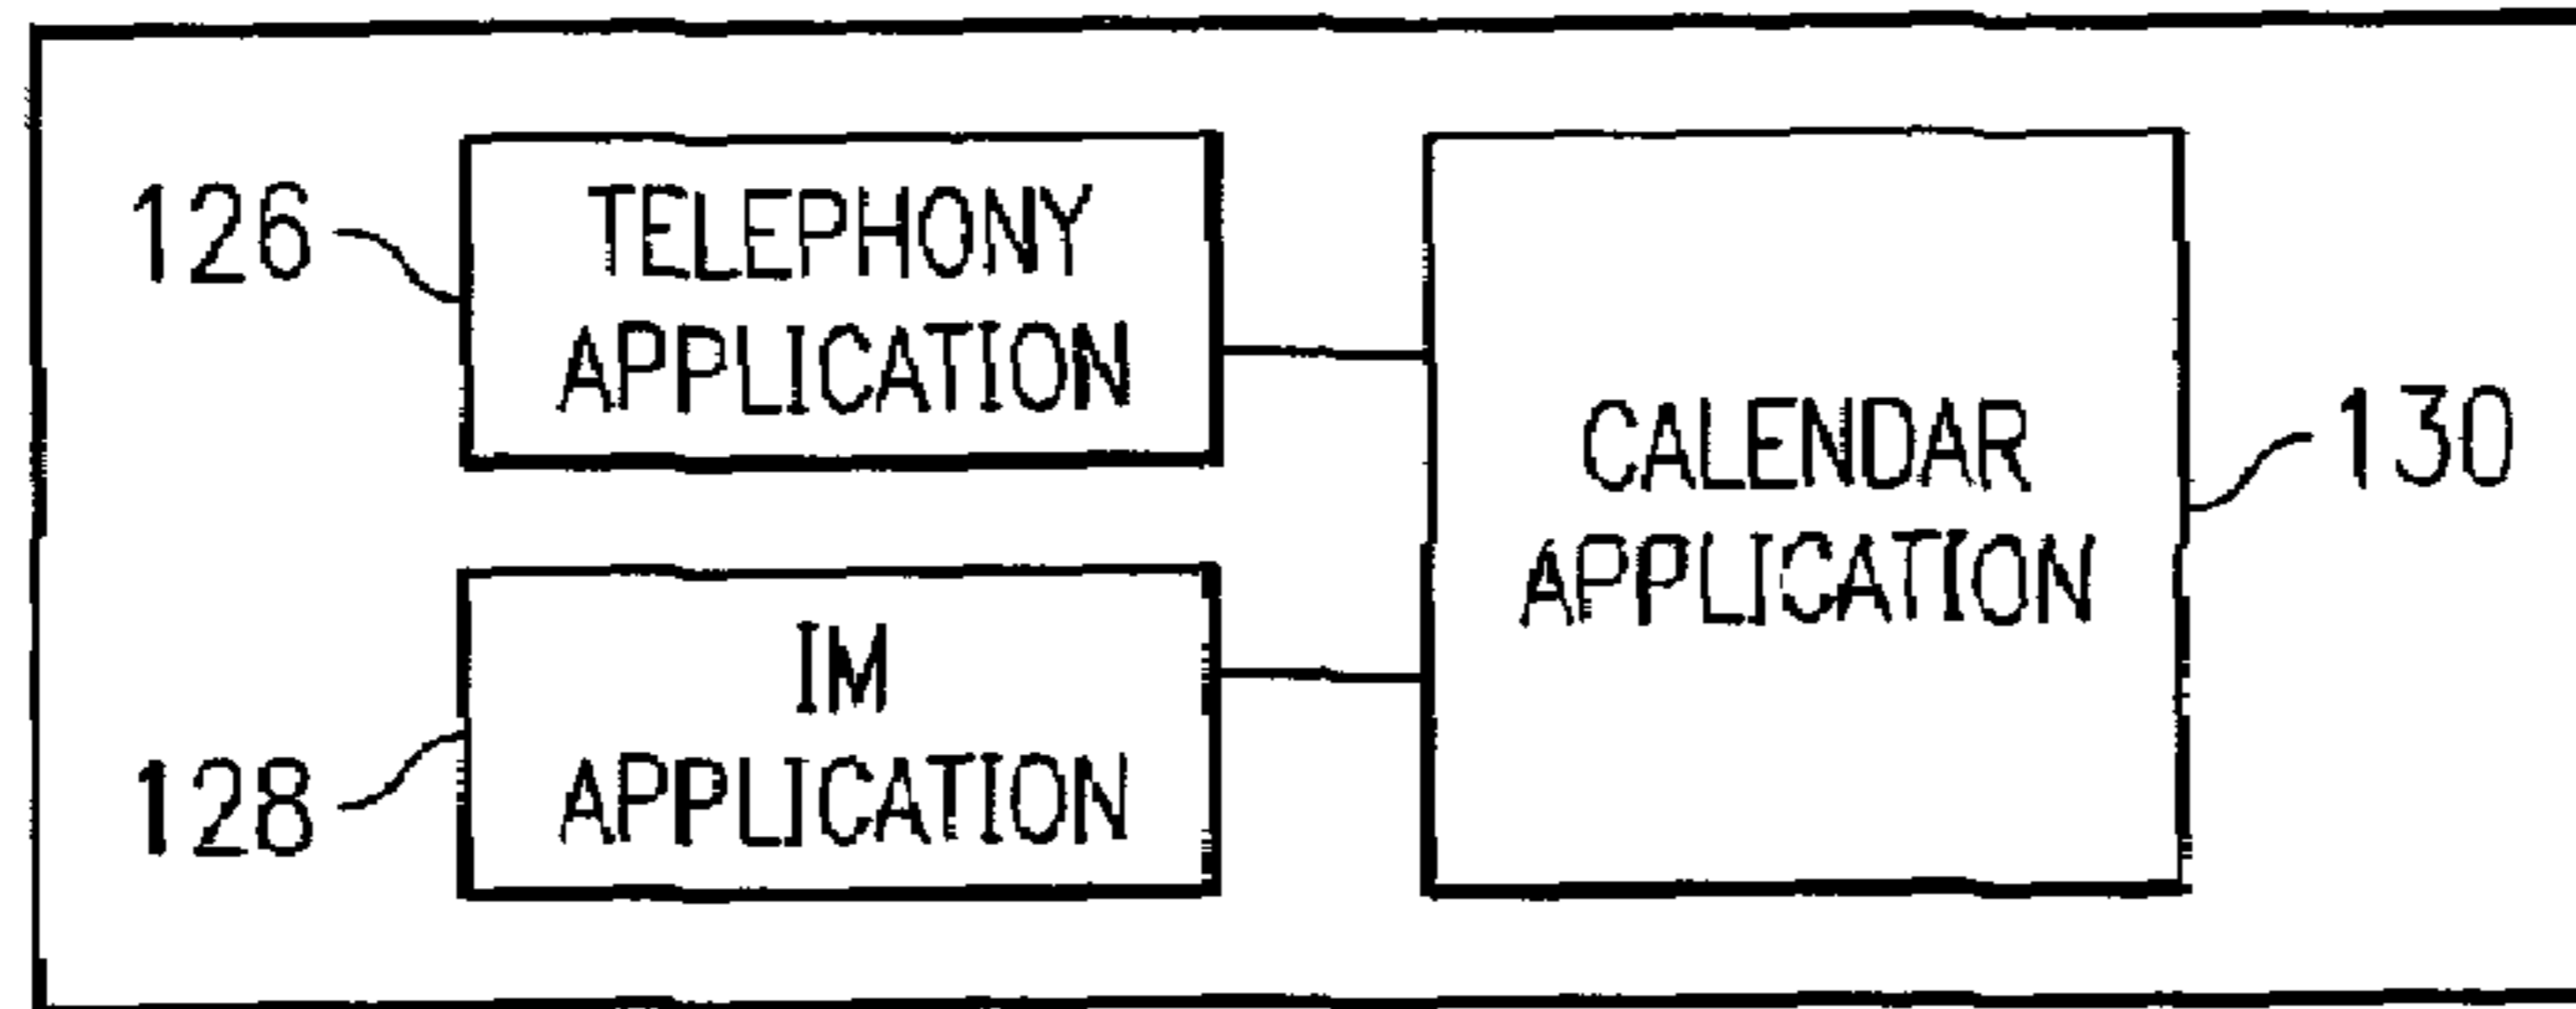 126
TELEPHONY
APPLICATION
CALENDAR
APPLICATION
130
IM
APPLICATION
128